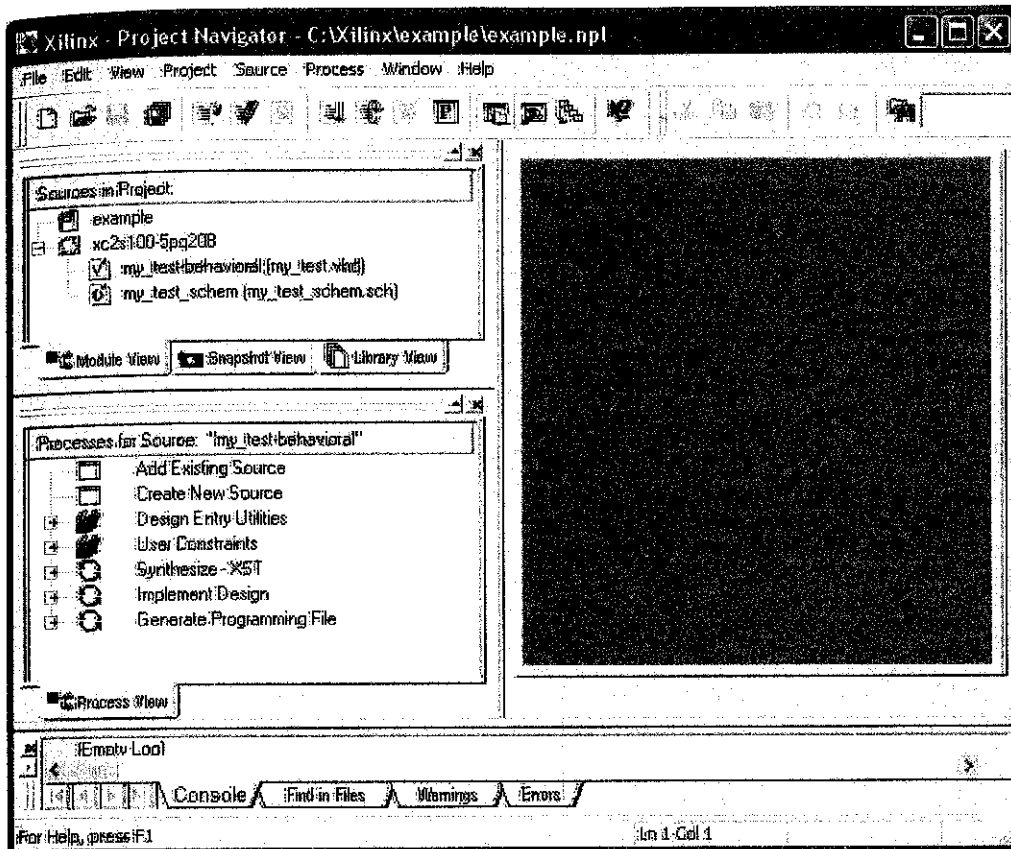 Xilinx - Project Navigator - C:\Xilinx\example\example.npl
File Edit View Project Source Process Window Help
Sources in Project:
example
xc2s100-5pq208
my_test-behavioral (my_test.vhd)
my_test_schem (my_test_schem.sch)
Module View Snapshot View Library View
Processes for Source: "my_test-behavioral"
Add Existing Source
Create New Source
Design Entry Utilities
User Constraints
Synthesize - XST
Implement Design
Generate Programming File
Process View
[Empty Log]
Console Find in Files Warnings Errors
For Help, press F1 Ln 1 Col 1